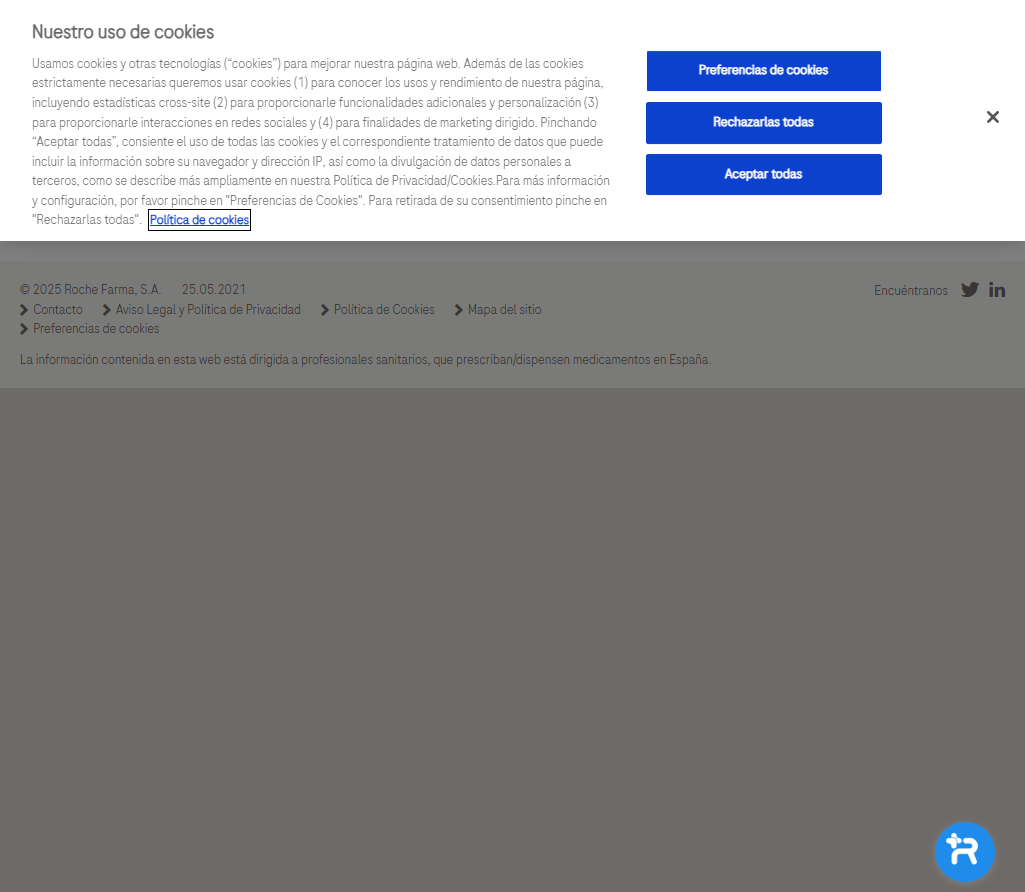 Nuestro uso de cookies
Usamos cookies y otras tecnologías (“cookies”) para mejorar nuestra página web. Además de las cookies
estrictamente necesarias queremos usar cookies (1) para conocer los usos y rendimiento de nuestra página,
incluyendo estadísticas cross-site (2) para proporcionarle funcionalidades adicionales y personalización (3)
para proporcionarle interacciones en redes sociales y (4) para finalidades de marketing dirigido. Pinchando
“Aceptar todas”, consiente el uso de todas las cookies y el correspondiente tratamiento de datos que puede
incluir la información sobre su navegador y dirección IP, así como la divulgación de datos personales a
terceros, como se describe más ampliamente en nuestra Política de Privacidad/Cookies.Para más información
y configuración, por favor pinche en "Preferencias de Cookies". Para retirada de su consentimiento pinche en
"Rechazarlas todas". Política de cookies
Preferencias de cookies
Rechazarlas todas
Aceptar todas
© 2025 Roche Farma, S.A. 25.05.2021
Encuéntranos
Contacto Aviso Legal y Política de Privacidad Política de Cookies Mapa del sitio
Preferencias de cookies
La información contenida en esta web está dirigida a profesionales sanitarios, que prescriban/dispensen medicamentos en España.